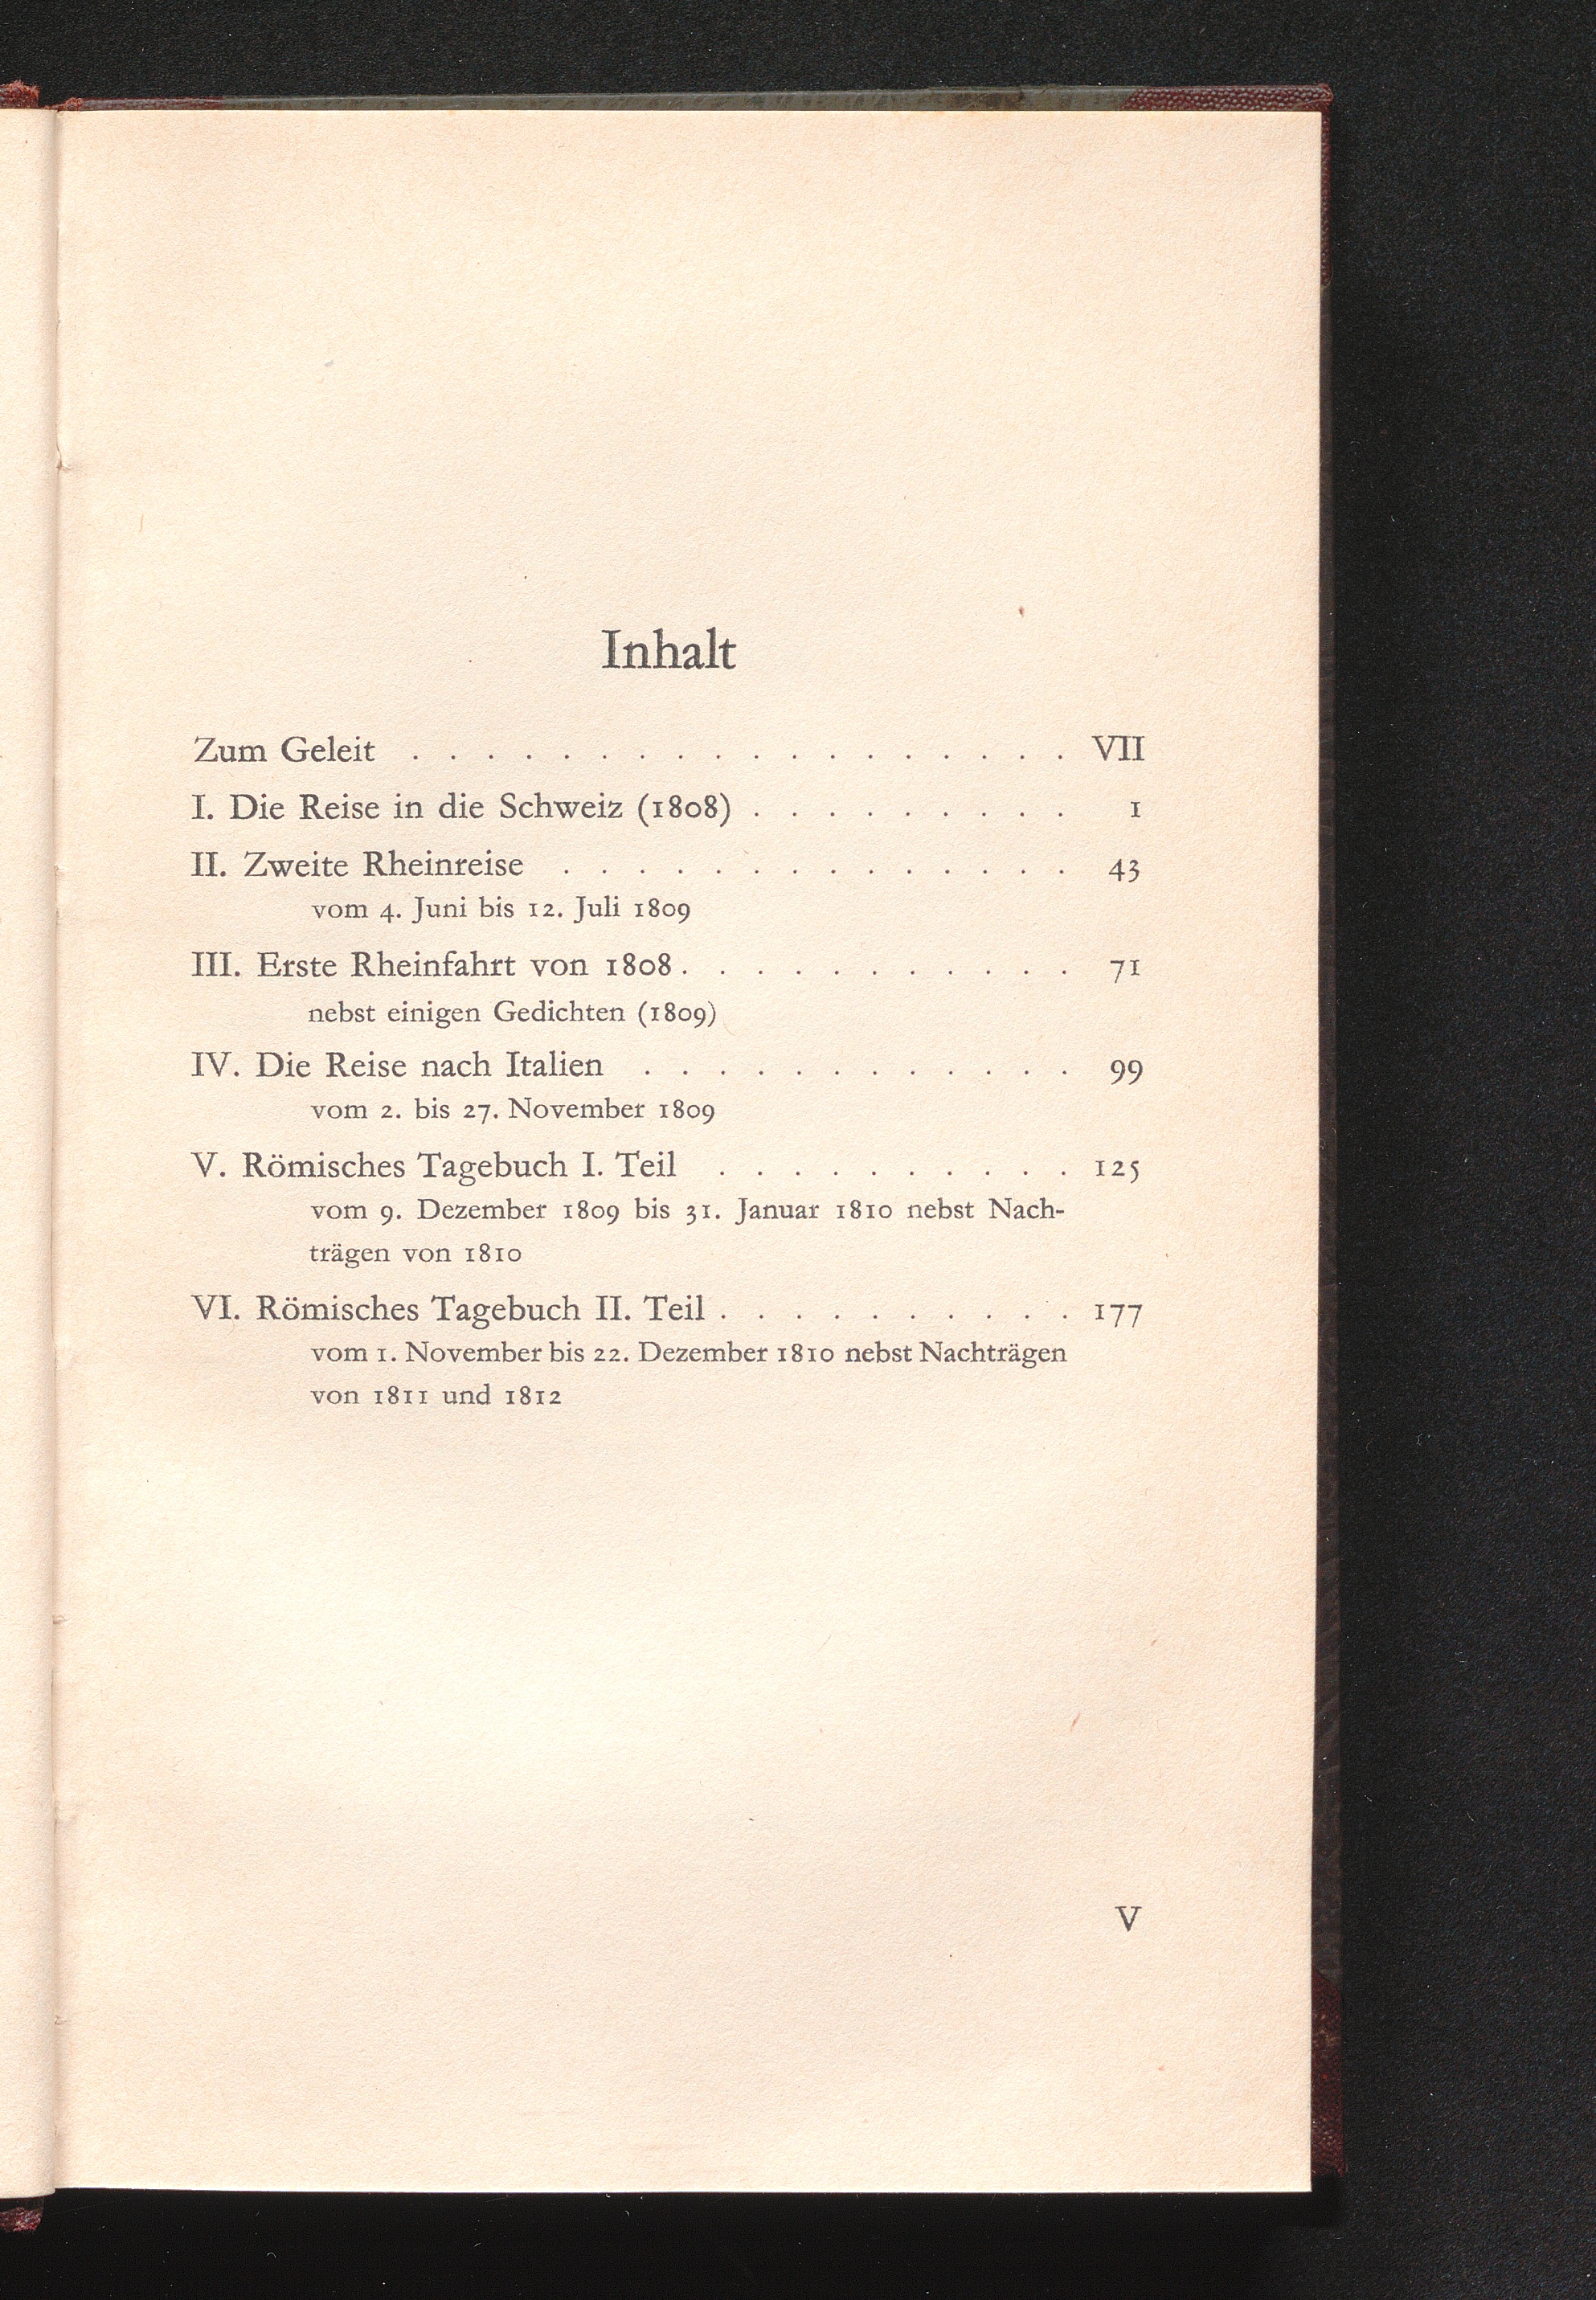 Inhalt
Zum Geleit . . . . . . . . . . . . . . . . . . VII
I. Die Reise in die Schweiz (1808) . . . . . . . . . 1
II. Zweite Rheinreise . . . . . . . . . . . . . . 43
vom 4. Juni bis 12. Juli 1809
III. Erste Rheinfahrt von 1808 . . . . . . . . . . . 71
nebst einigen Gedichten (1809)
IV. Die Reise nach Italien . . . . . . . . . . . . 99
vom 2. bis 27. November 1809
V. Römisches Tagebuch I. Teil . . . . . . . . . . 125
vom 9. Dezember 1809 bis 31. Januar 1810 nebst Nach-
trägen von 1810
VI. Römisches Tagebuch II. Teil . . . . . . . . . . 177
vom 1. November bis 22. Dezember 1810 nebst Nachträgen
von 1811 und 1812
V